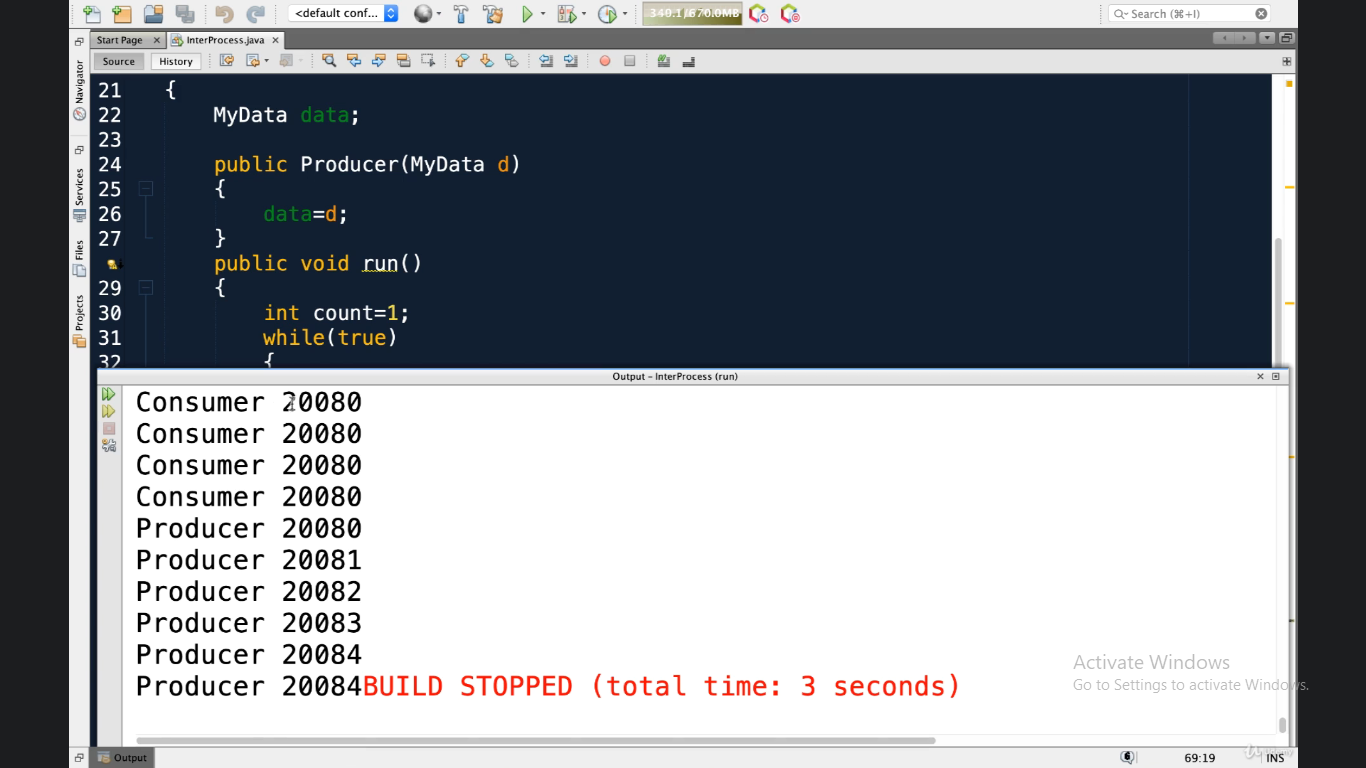 <default conf...
340.1/670.0MB
Search (⌘+I)
Start Page
InterProcess.java
Source
History
Navigator
Services
Files
Projects
21 {
22 MyData data;
23
24 public Producer(MyData d)
25 {
26 data=d;
27 }
public void run()
29 {
30 int count=1;
31 while(true)
32 {
Output – InterProcess (run)
Consumer 20080
Consumer 20080
Consumer 20080
Consumer 20080
Producer 20080
Producer 20081
Producer 20082
Producer 20083
Producer 20084
Producer 20084BUILD STOPPED (total time: 3 seconds)
Activate Windows
Go to Settings to activate Windows.
Output
6
69:19
INS